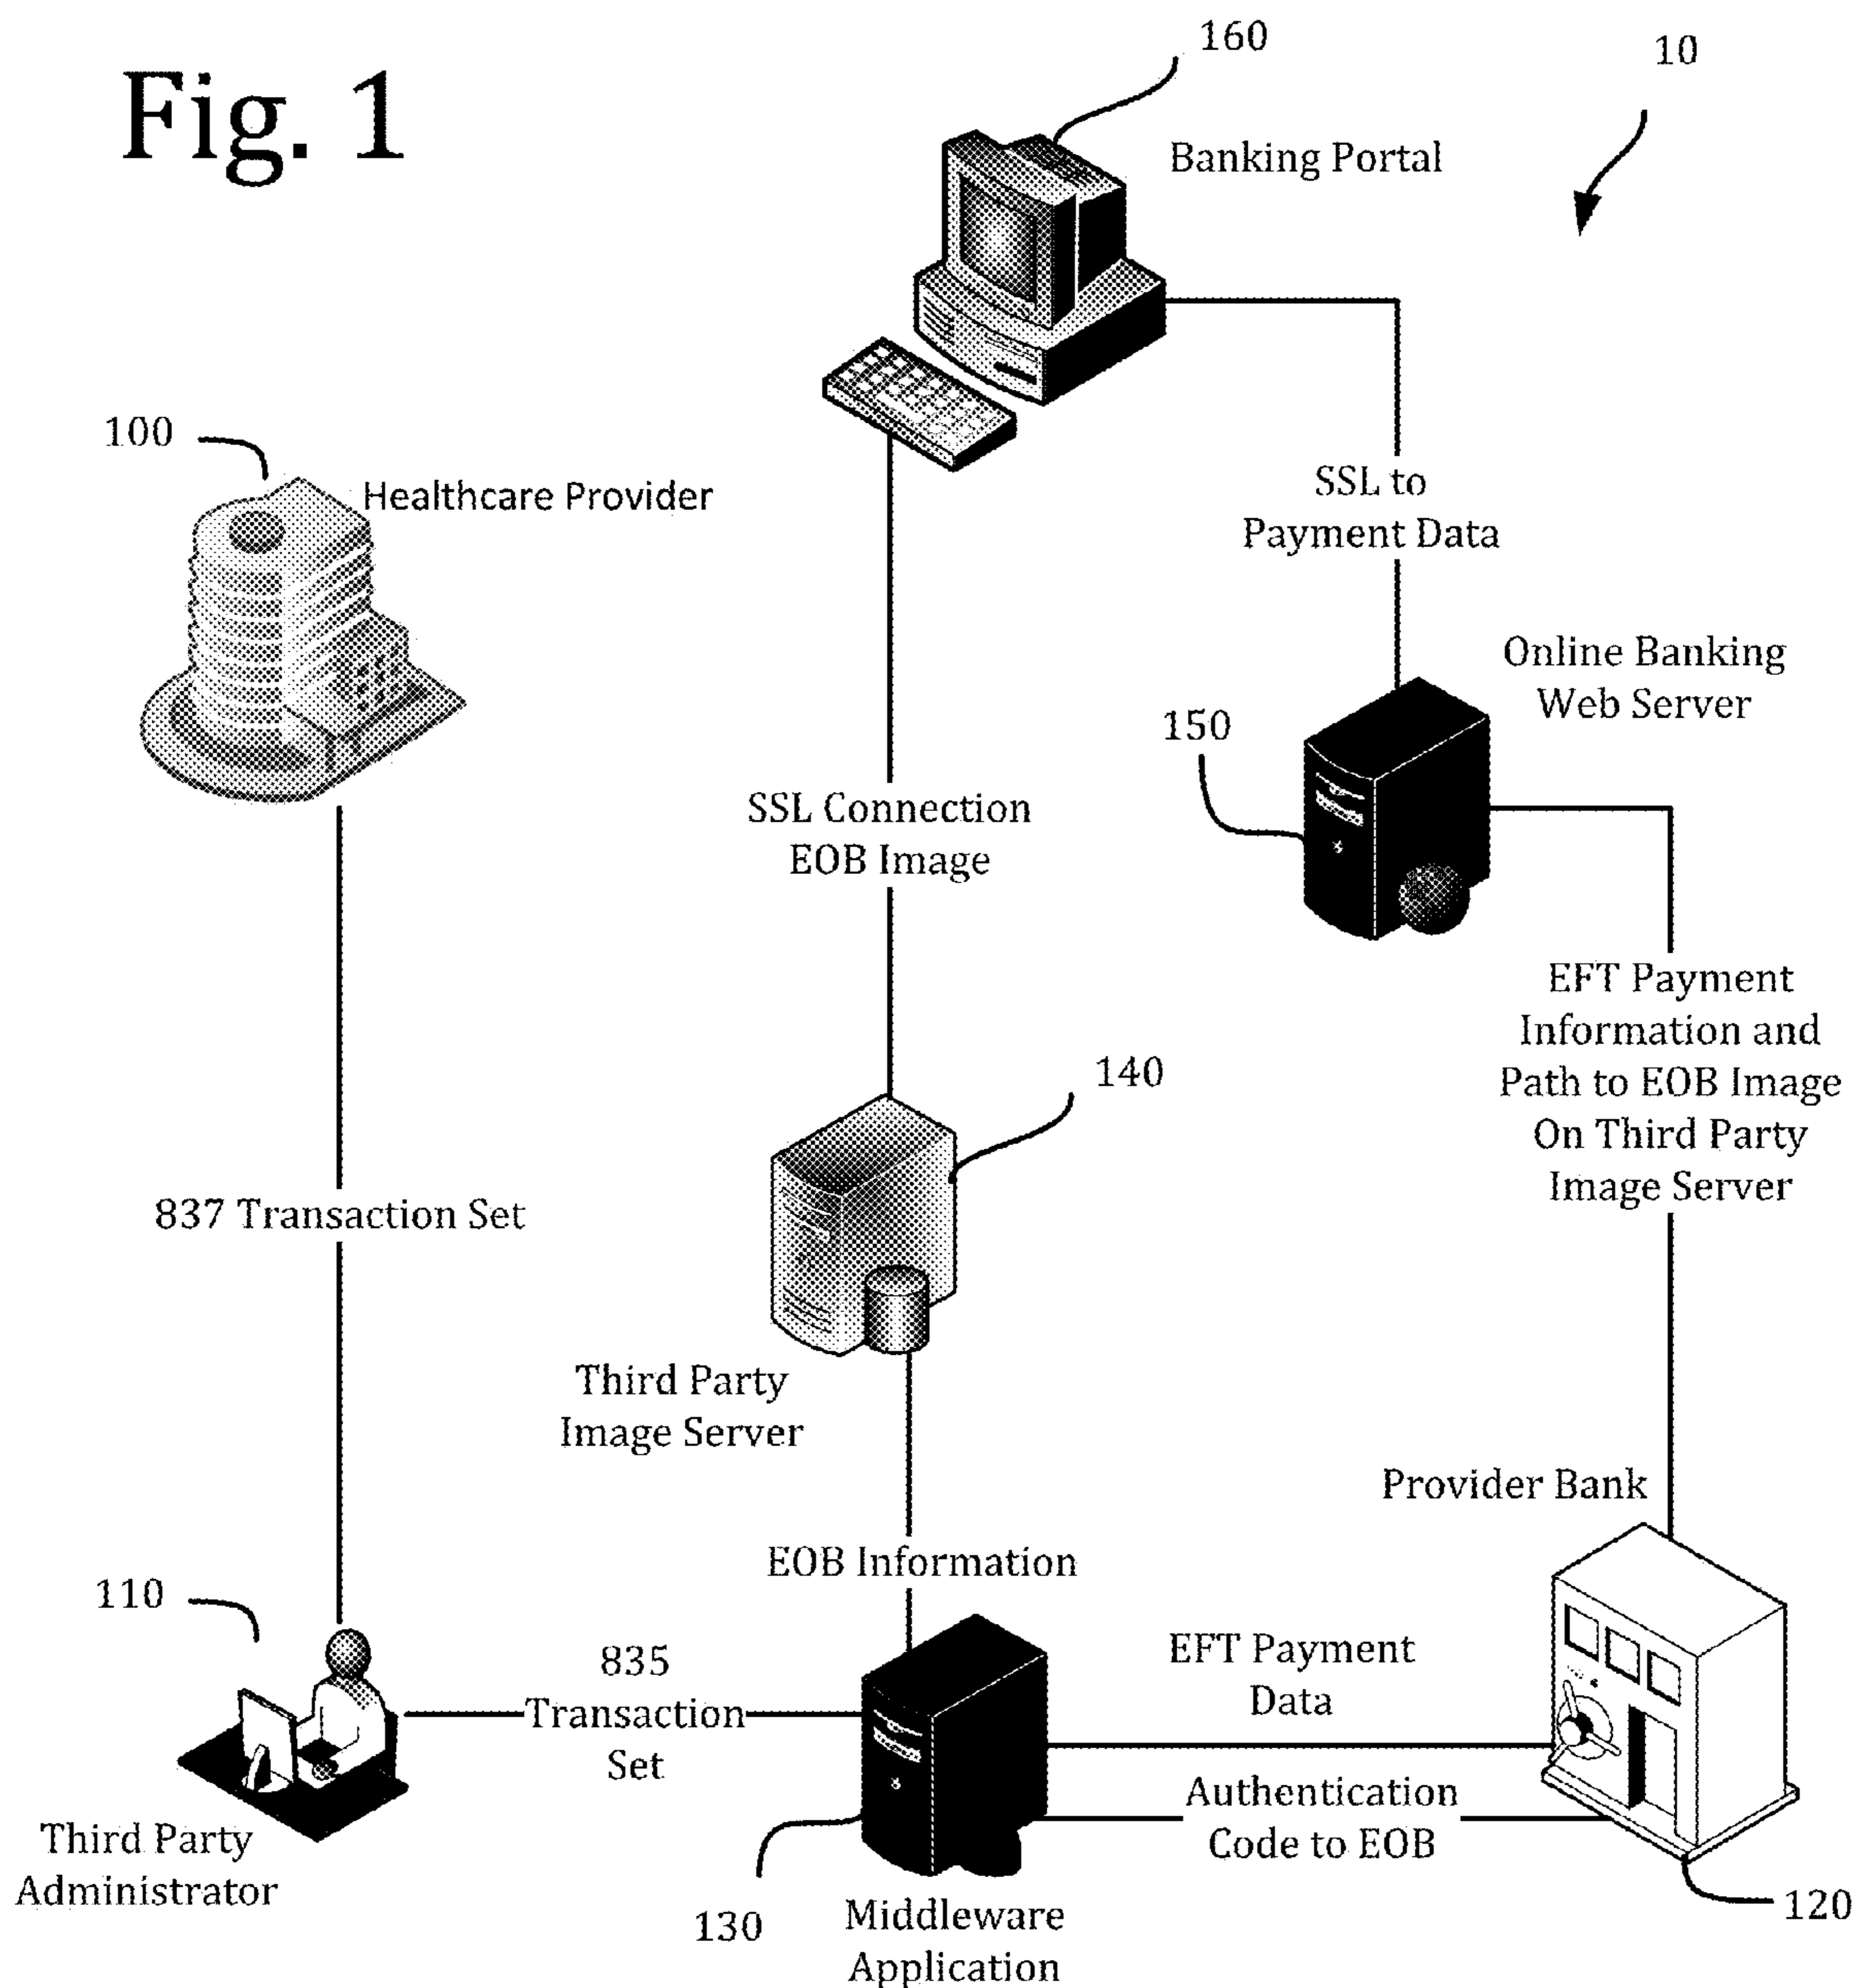 Fig. 1
160
10
Banking Portal
100
Healthcare Provider
SSL to
Payment Data
Online Banking
Web Server
150
SSL Connection
EOB Image
EFT Payment
Information and
Path to EOB Image
On Third Party
Image Server
140
837 Transaction Set
Third Party
Image Server
Provider Bank
EOB Information
110
835
Transaction
Set
EFT Payment
Data
Authentication
Code to EOB
Third Party
Administrator
130
Middleware
Application
120